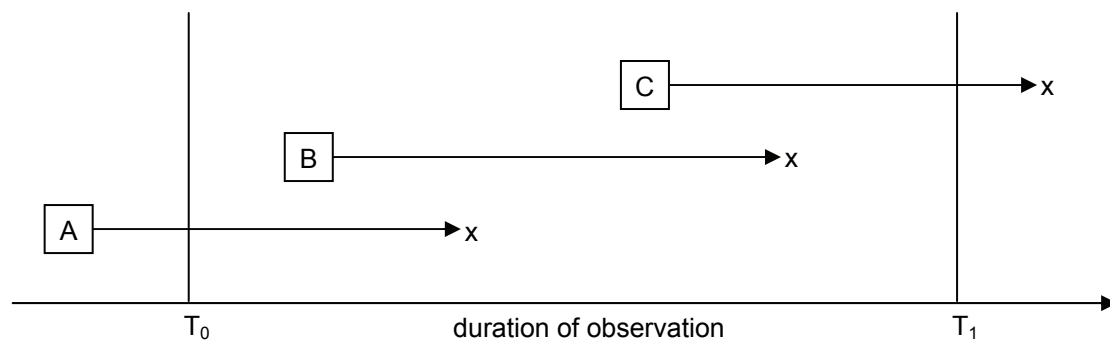 C x
B x
A x
T₀ duration of observation T₁